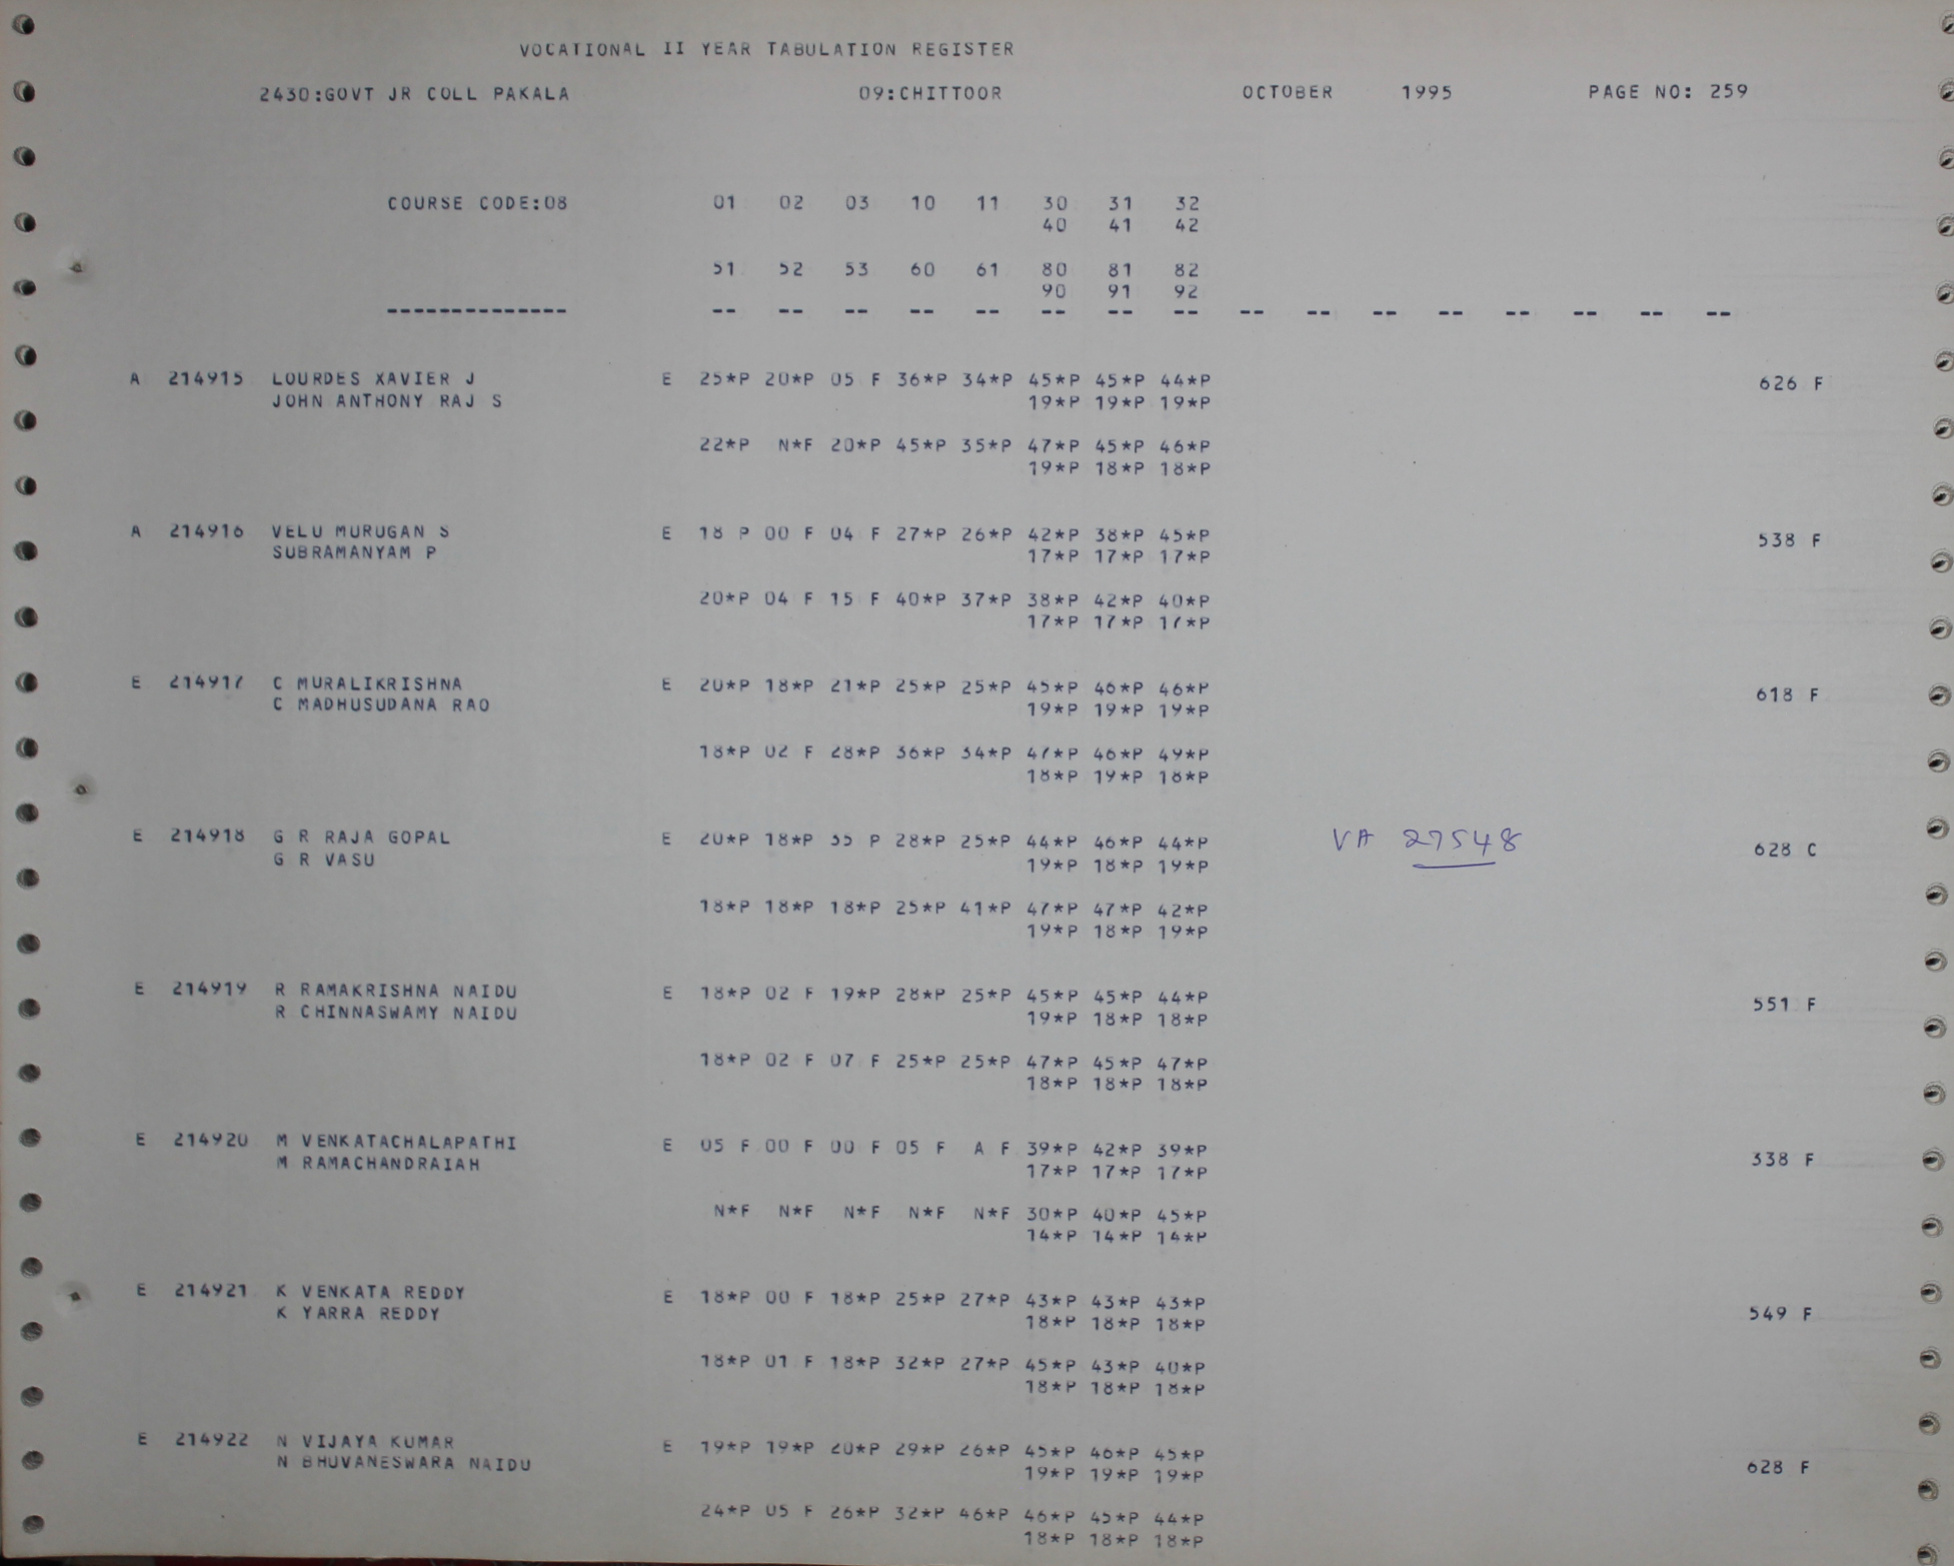 VOCATIONAL II YEAR TABULATION REGISTER
2430:GOVT JR COLL PAKALA 09:CHITTOOR OCTOBER 1995 PAGE NO: 259
COURSE CODE:08 01 02 03 10 11 30 31 32
40 41 42
51 52 53 60 61 80 81 82
90 91 92
-------------- -- -- -- -- -- -- -- -- -- -- -- -- -- -- -- --
A 214915 LOURDES XAVIER J E 25*P 20*P 05 F 36*P 34*P 45*P 45*P 44*P 626 F
JOHN ANTHONY RAJ S 19*P 19*P 19*P
22*P N*F 20*P 45*P 35*P 47*P 45*P 46*P
19*P 18*P 18*P
A 214916 VELU MURUGAN S E 18 P 00 F 04 F 27*P 26*P 42*P 38*P 45*P 538 F
SUBRAMANYAM P 17*P 17*P 17*P
20*P 04 F 15 F 40*P 37*P 38*P 42*P 40*P
17*P 17*P 17*P
E 214917 C MURALIKRISHNA E 20*P 18*P 21*P 25*P 25*P 45*P 46*P 46*P 618 F
C MADHUSUDANA RAO 19*P 19*P 19*P
18*P 02 F 28*P 36*P 34*P 47*P 46*P 49*P
18*P 19*P 18*P
E 214918 G R RAJA GOPAL E 20*P 18*P 35 P 28*P 25*P 44*P 46*P 44*P VA 27548 628 C
G R VASU 19*P 18*P 19*P
18*P 18*P 18*P 25*P 41*P 47*P 47*P 42*P
19*P 18*P 19*P
E 214919 R RAMAKRISHNA NAIDU E 18*P 02 F 19*P 28*P 25*P 45*P 45*P 44*P 551 F
R CHINNASWAMY NAIDU 19*P 18*P 18*P
18*P 02 F 07 F 25*P 25*P 47*P 45*P 47*P
18*P 18*P 18*P
E 214920 M VENKATACHALAPATHI E 05 F 00 F 00 F 05 F A F 39*P 42*P 39*P 338 F
M RAMACHANDRAIAH 17*P 17*P 17*P
N*F N*F N*F N*F N*F 30*P 40*P 45*P
14*P 14*P 14*P
E 214921 K VENKATA REDDY E 18*P 00 F 18*P 25*P 27*P 43*P 43*P 43*P 549 F
K YARRA REDDY 18*P 18*P 18*P
18*P 01 F 18*P 32*P 27*P 45*P 43*P 40*P
18*P 18*P 18*P
E 214922 N VIJAYA KUMAR E 19*P 19*P 20*P 29*P 26*P 45*P 46*P 45*P 628 F
N BHUVANESWARA NAIDU 19*P 19*P 19*P
24*P 05 F 26*P 32*P 46*P 46*P 45*P 44*P
18*P 18*P 18*P